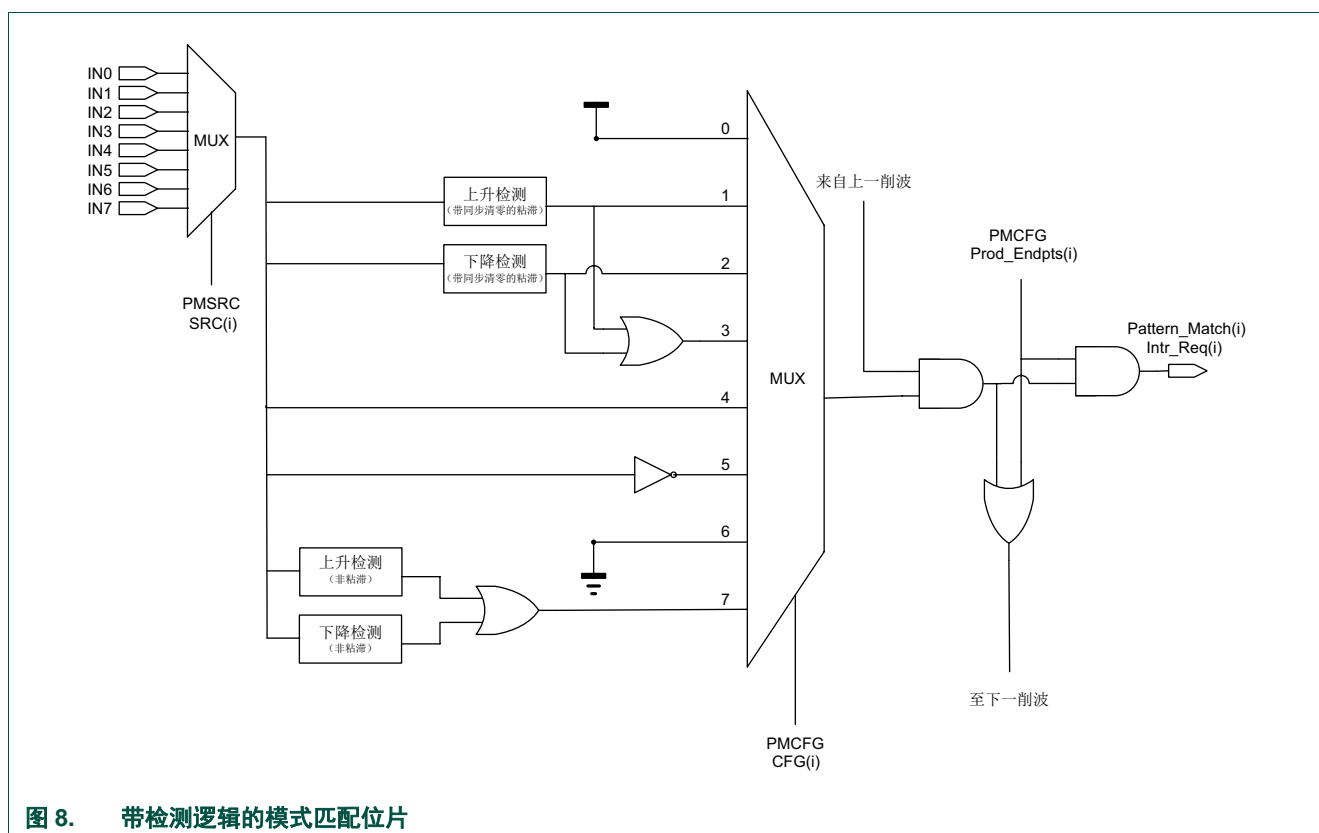 IN0
IN1
IN2
IN3
IN4
IN5
IN6
IN7
MUX
PMSRC
SRC(i)
上升检测
(带同步清零的粘滞)
下降检测
(带同步清零的粘滞)
上升检测
(非粘滞)
下降检测
(非粘滞)
0
1
2
3
4
5
6
7
MUX
PMCFG
CFG(i)
来自上一削波
PMCFG
Prod_Endpts(i)
Pattern_Match(i)
Intr_Req(i)
至下一削波
图 8. 带检测逻辑的模式匹配位片